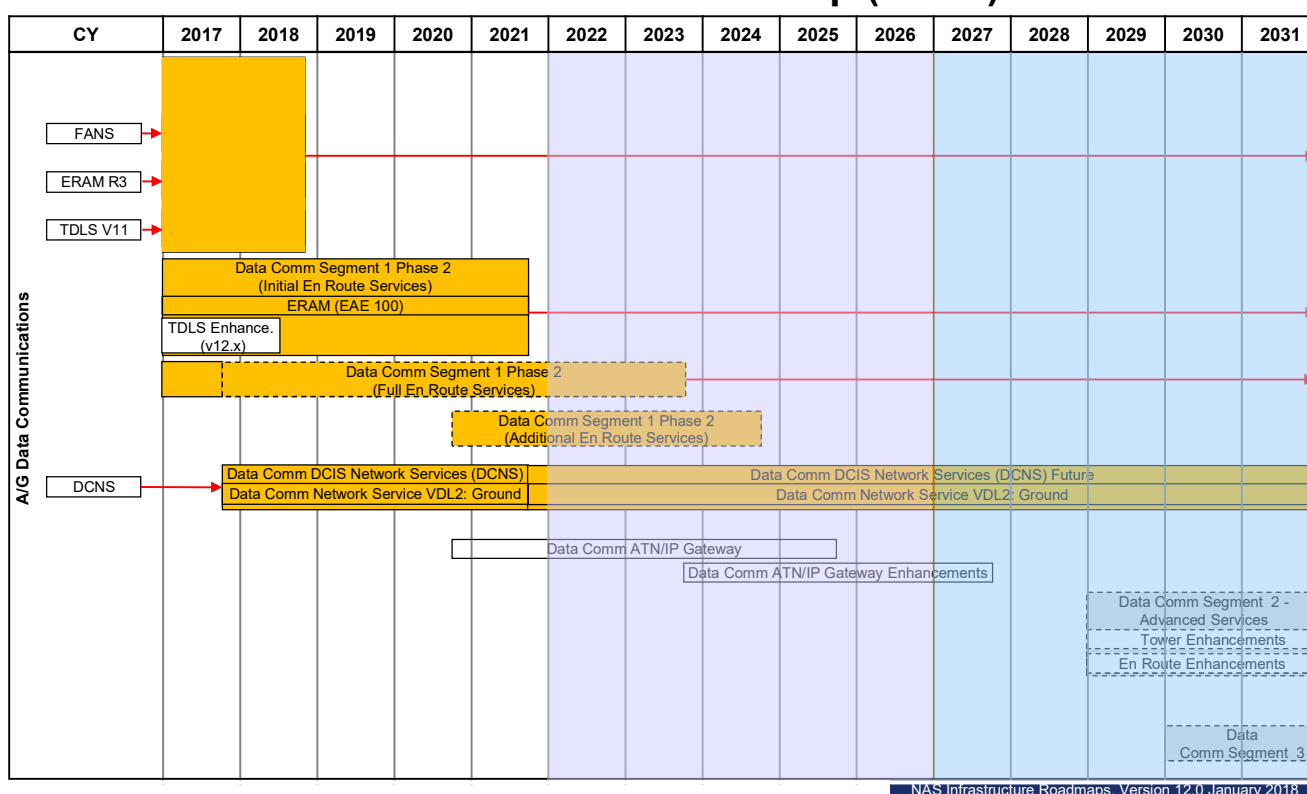 CY 2017 2018 2019 2020 2021 2022 2023 2024 2025 2026 2027 2028 2029 2030 2031
A/G Data Communications
FANS
ERAM R3
TDLS V11
Data Comm Segment 1 Phase 2
(Initial En Route Services)
ERAM (EAE 100)
TDLS Enhance.
(v12.x)
Data Comm Segment 1 Phase 2
(Full En Route Services)
Data Comm Segment 1 Phase 2
(Additional En Route Services)
DCNS
Data Comm DCIS Network Services (DCNS)
Data Comm DCIS Network Services (DCNS) Future
Data Comm Network Service VDL2: Ground
Data Comm Network Service VDL2: Ground
Data Comm ATN/IP Gateway
Data Comm ATN/IP Gateway Enhancements
Data Comm Segment 2 -
Advanced Services
Tower Enhancements
En Route Enhancements
Data
Comm Segment 3
NAS Infrastructure Roadmaps, Version 12.0 January 2018